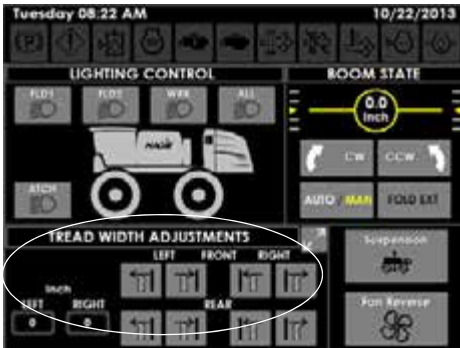 Tuesday 08:22 AM 10/22/2013
(P)
LIGHTING CONTROL
FLD1 FLD2 WRK ALL
HAGIE
ATCH
BOOM STATE
0.0
Inch
CW CCW
AUTO MAN FOLD EXT
TREAD WIDTH ADJUSTMENTS
LEFT FRONT RIGHT
Inch
LEFT RIGHT REAR
0 0
Suspension
Fan Reverse